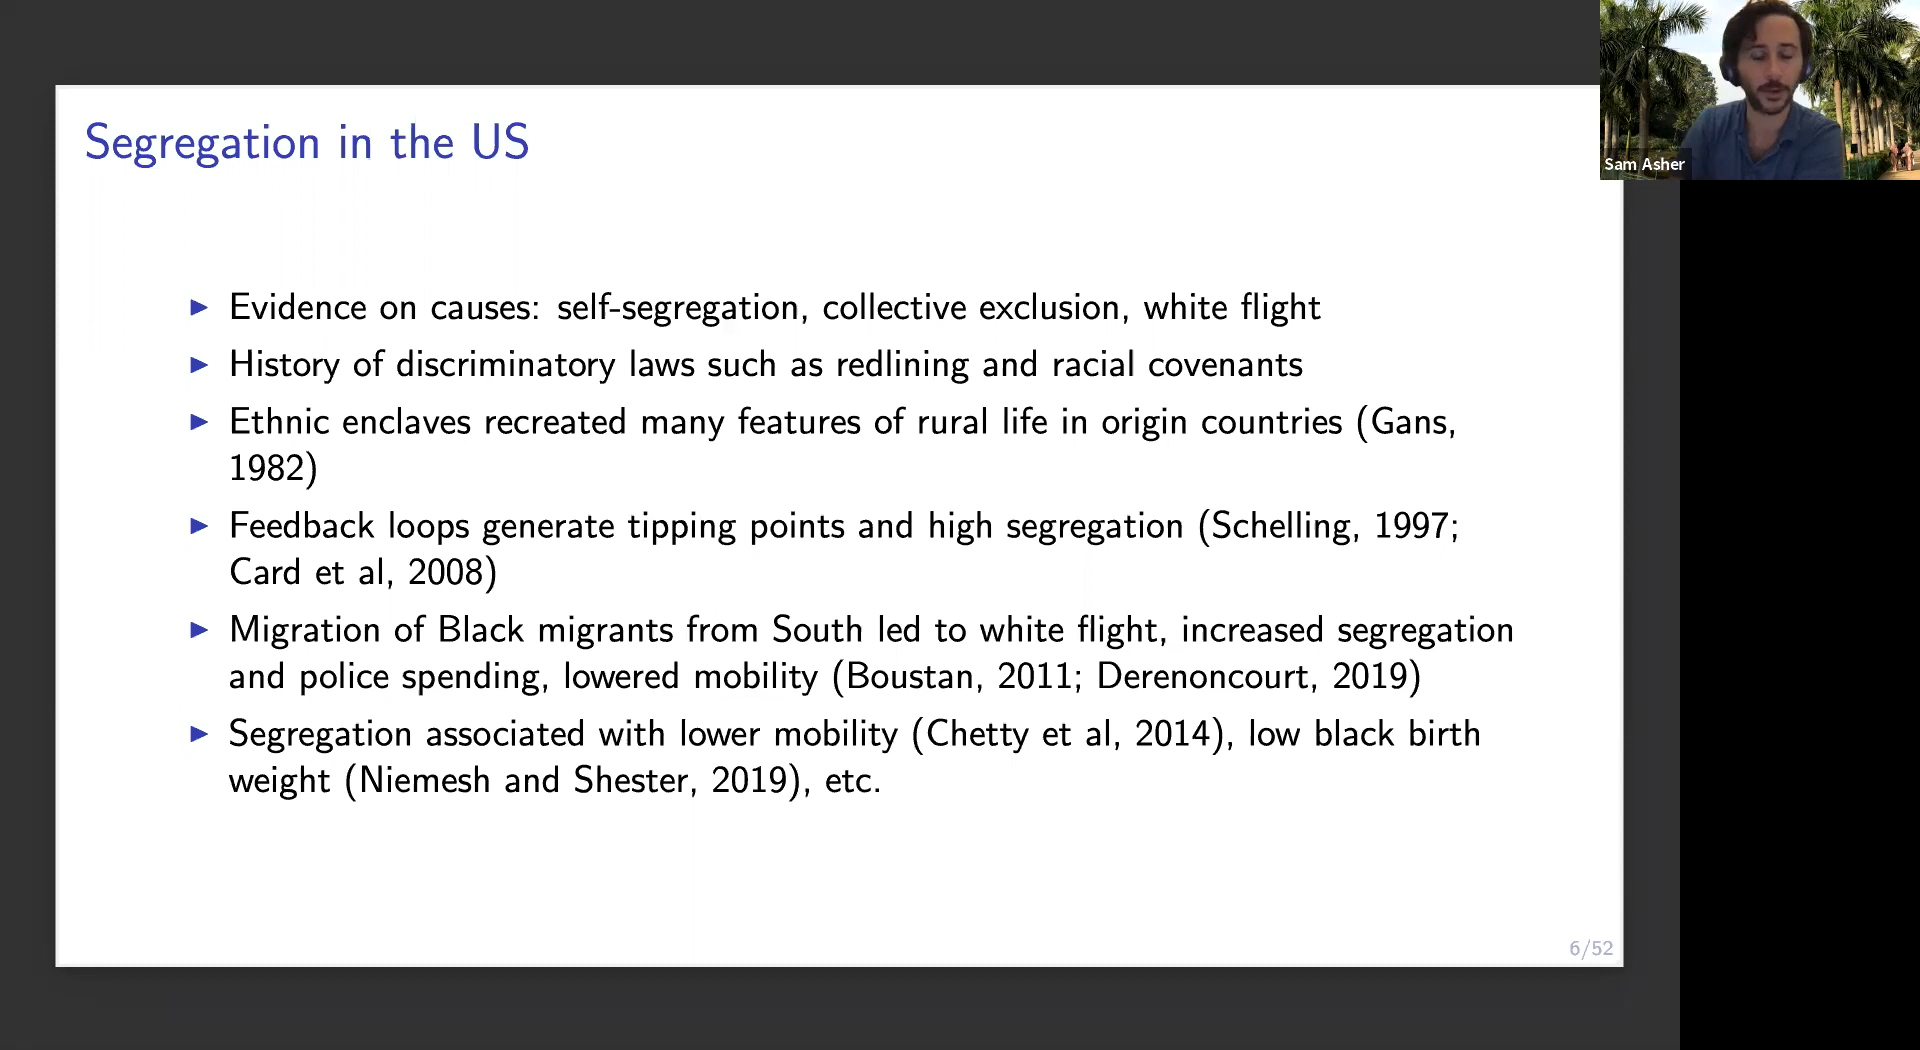 Segregation in the US
Evidence on causes: self-segregation, collective exclusion, white flight
History of discriminatory laws such as redlining and racial covenants
Ethnic enclaves recreated many features of rural life in origin countries (Gans,
1982)
Feedback loops generate tipping points and high segregation (Schelling, 1997;
Card et al, 2008)
Migration of Black migrants from South led to white flight, increased segregation
and police spending, lowered mobility (Boustan, 2011; Derenoncourt, 2019)
Segregation associated with lower mobility (Chetty et al, 2014), low black birth
weight (Niemesh and Shester, 2019), etc.
6/52
Sam Asher